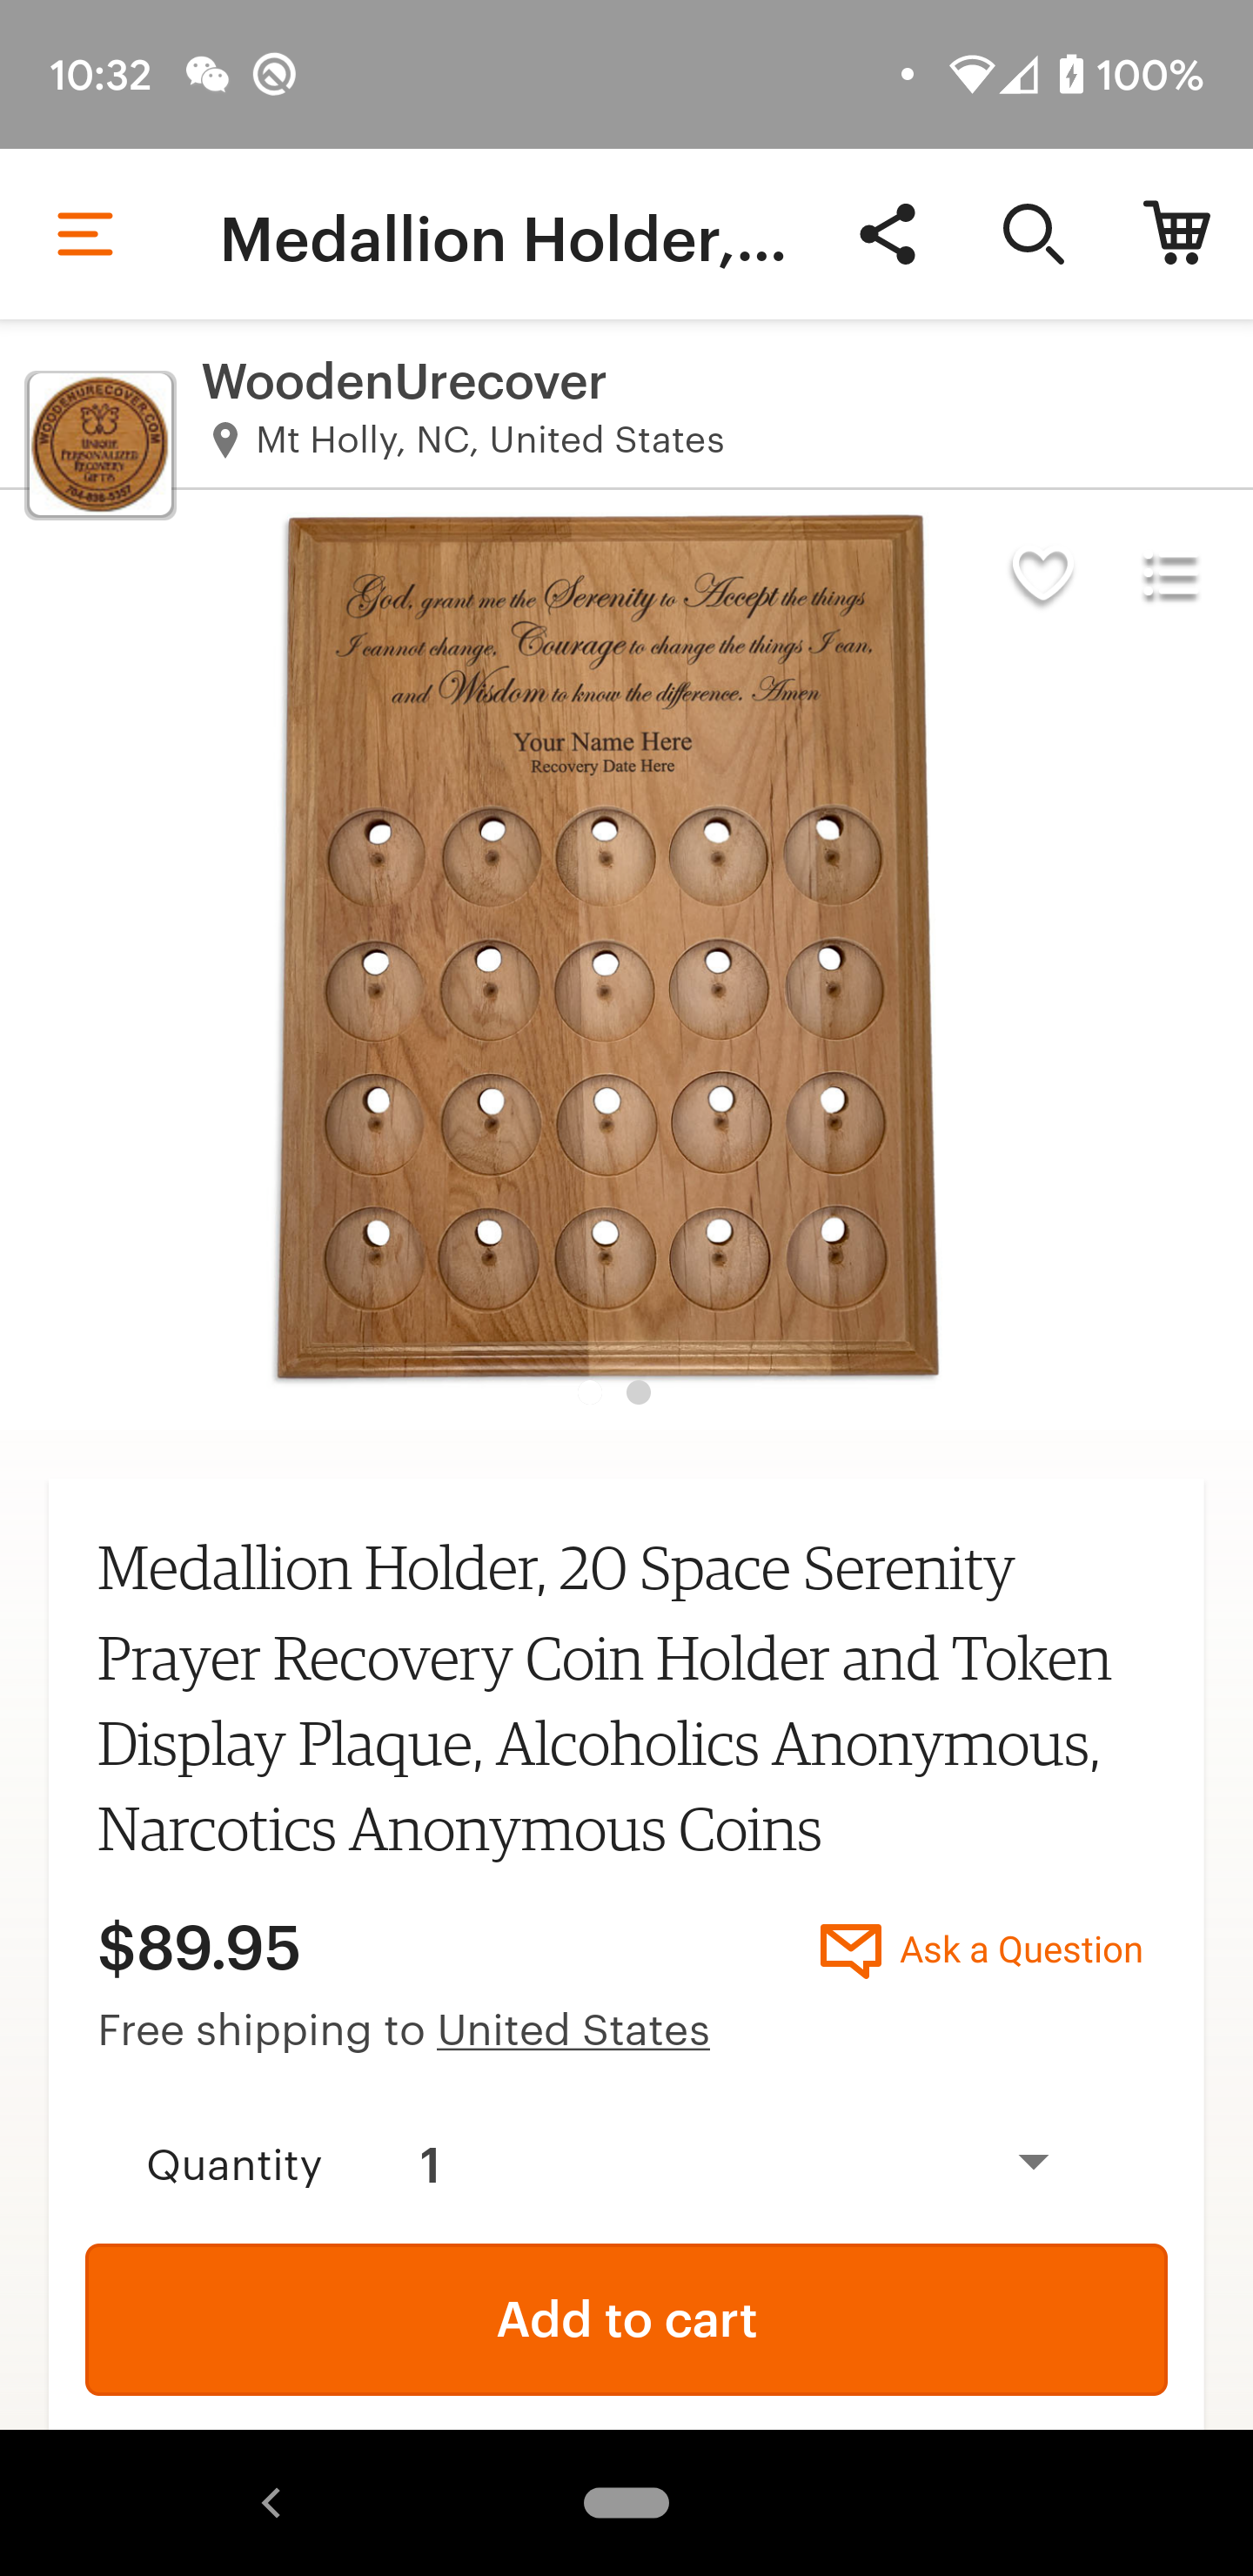 10:32
100%
Medallion Holder,...
WoodenUrecover
Mt Holly, NC, United States
WOODENURECOVER.COM
UNIQUE
PERSONALIZED
RECOVERY
GIFTS
704-838-5357
God, grant me the Serenity to Accept the things
I cannot change, Courage to change the things I can,
and Wisdom to know the difference. Amen
Your Name Here
Recovery Date Here
Medallion Holder, 20 Space Serenity
Prayer Recovery Coin Holder and Token
Display Plaque, Alcoholics Anonymous,
Narcotics Anonymous Coins
$89.95
Ask a Question
Free shipping to United States
Quantity 1
Add to cart